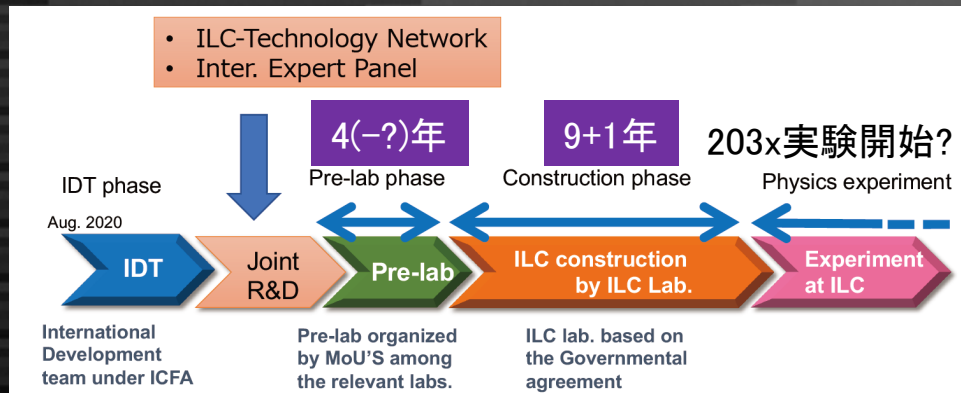 • ILC-Technology Network
• Inter. Expert Panel
4(−?)年
9+1年
203x実験開始?
IDT phase
Pre-lab phase
Construction phase
Physics experiment
Aug. 2020
IDT
Joint
R&D
Pre-lab
ILC construction
by ILC Lab.
Experiment
at ILC
International
Development
team under ICFA
Pre-lab organized
by MoU'S among
the relevant labs.
ILC lab. based on
the Governmental
agreement